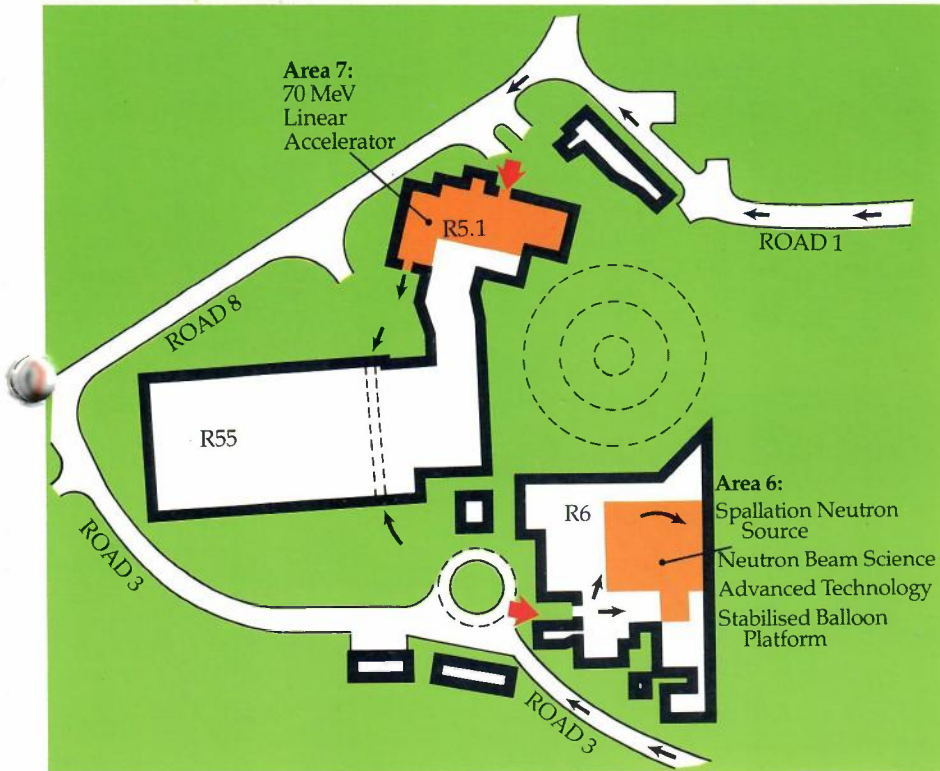 Area 7:
70 MeV
Linear
Accelerator
R5.1
ROAD 1
ROAD 8
R55
R6
Area 6:
Spallation Neutron
Source
Neutron Beam Science
Advanced Technology
Stabilised Balloon
Platform
ROAD 3
ROAD 3